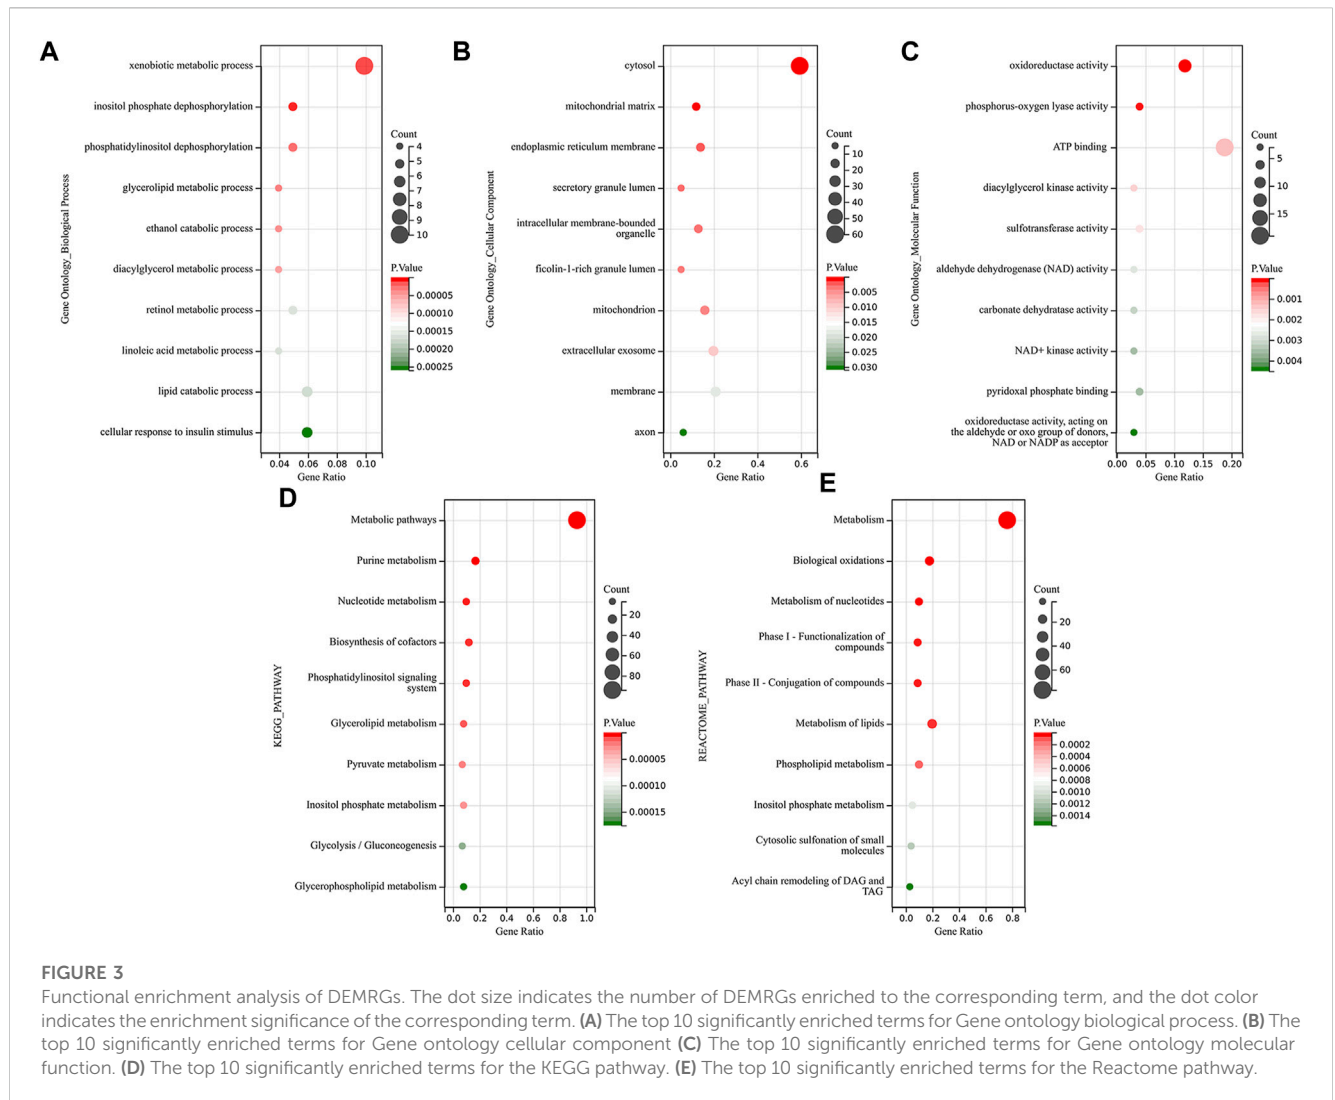 A
Gene Ontology_Biological Process
xenobiotic metabolic process
inositol phosphate dephosphorylation
phosphatidylinositol dephosphorylation
glycerolipid metabolic process
ethanol catabolic process
diacylglycerol metabolic process
retinol metabolic process
linoleic acid metabolic process
lipid catabolic process
cellular response to insulin stimulus
0.04 0.06 0.08 0.10
Gene Ratio
Count
4
5
6
7
8
9
10
P.Value
0.00005
0.00010
0.00015
0.00020
0.00025
B
Gene Ontology_Cellular Component
cytosol
mitochondrial matrix
endoplasmic reticulum membrane
secretory granule lumen
intracellular membrane-bounded
organelle
ficolin-1-rich granule lumen
mitochondrion
extracellular exosome
membrane
axon
0.0 0.2 0.4 0.6
Gene Ratio
Count
10
20
30
40
50
60
P.Value
0.005
0.010
0.015
0.020
0.025
0.030
C
Gene Ontology_Molecular Function
oxidoreductase activity
phosphorus-oxygen lyase activity
ATP binding
diacylglycerol kinase activity
sulfotransferase activity
aldehyde dehydrogenase (NAD) activity
carbonate dehydratase activity
NAD+ kinase activity
pyridoxal phosphate binding
oxidoreductase activity, acting on
the aldehyde or oxo group of donors,
NAD or NADP as acceptor
0.00 0.05 0.10 0.15 0.20
Gene Ratio
Count
5
10
15
P.Value
0.001
0.002
0.003
0.004
D
KEGG_PATHWAY
Metabolic pathways
Purine metabolism
Nucleotide metabolism
Biosynthesis of cofactors
Phosphatidylinositol signaling
system
Glycerolipid metabolism
Pyruvate metabolism
Inositol phosphate metabolism
Glycolysis / Gluconeogenesis
Glycerophospholipid metabolism
0.0 0.2 0.4 0.6 0.8 1.0
Gene Ratio
Count
20
40
60
80
P.Value
0.00005
0.00010
0.00015
E
REACTOME_PATHWAY
Metabolism
Biological oxidations
Metabolism of nucleotides
Phase I - Functionalization of
compounds
Phase II - Conjugation of compounds
Metabolism of lipids
Phospholipid metabolism
Inositol phosphate metabolism
Cytosolic sulfonation of small
molecules
Acyl chain remodeling of DAG and
TAG
0.0 0.2 0.4 0.6 0.8
Gene Ratio
Count
20
40
60
P.Value
0.0002
0.0004
0.0006
0.0008
0.0010
0.0012
0.0014
FIGURE 3
Functional enrichment analysis of DEMRGs. The dot size indicates the number of DEMRGs enriched to the corresponding term, and the dot color
indicates the enrichment significance of the corresponding term. (A) The top 10 significantly enriched terms for Gene ontology biological process. (B) The
top 10 significantly enriched terms for Gene ontology cellular component (C) The top 10 significantly enriched terms for Gene ontology molecular
function. (D) The top 10 significantly enriched terms for the KEGG pathway. (E) The top 10 significantly enriched terms for the Reactome pathway.